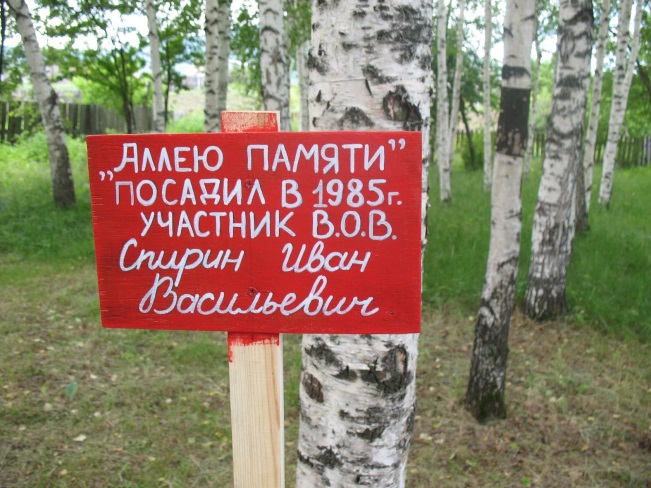 „Аллею памяти"
посадил в 1985г.
участник В.О.В.
Спирин Иван
Васильевич